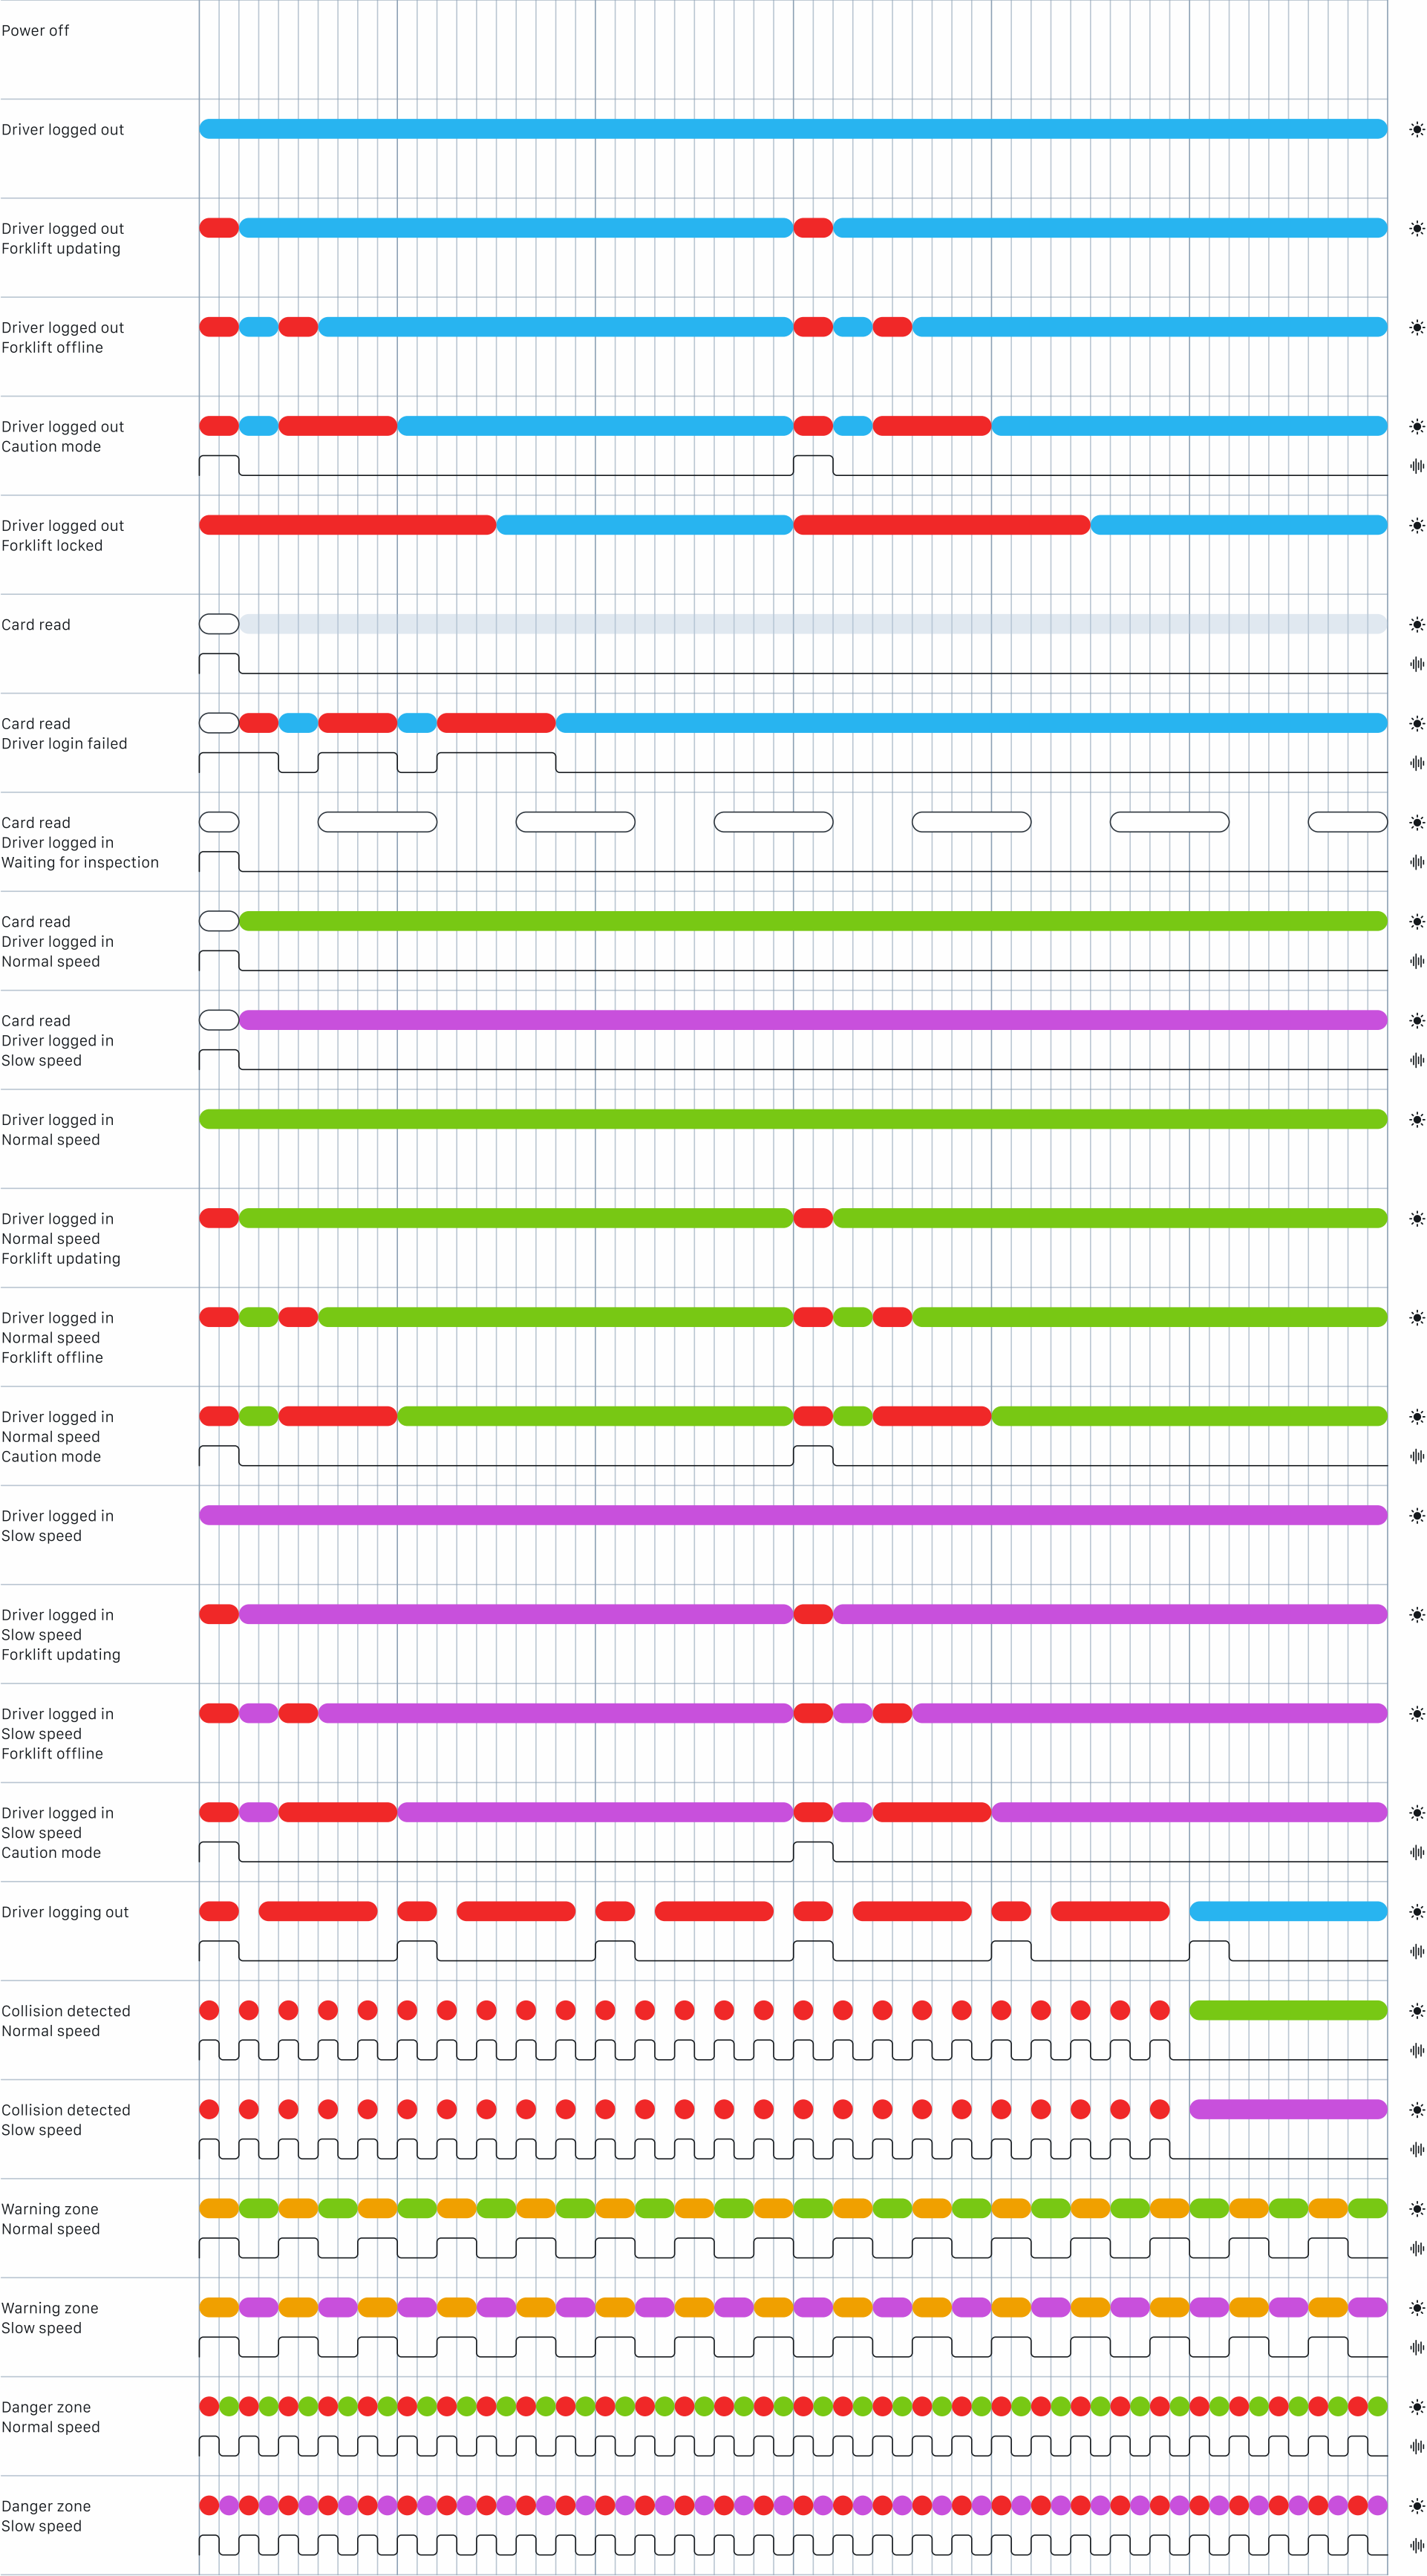 Power off
Driver logged out
Driver logged out
Forklift updating
Driver logged out
Forklift offline
Driver logged out
Caution mode
Driver logged out
Forklift locked
Card read
Card read
Driver login failed
Card read
Driver logged in
Waiting for inspection
Card read
Driver logged in
Normal speed
Card read
Driver logged in
Slow speed
Driver logged in
Normal speed
Driver logged in
Normal speed
Forklift updating
Driver logged in
Normal speed
Forklift offline
Driver logged in
Normal speed
Caution mode
Driver logged in
Slow speed
Driver logged in
Slow speed
Forklift updating
Driver logged in
Slow speed
Forklift offline
Driver logged in
Slow speed
Caution mode
Driver logging out
Collision detected
Normal speed
Collision detected
Slow speed
Warning zone
Normal speed
Warning zone
Slow speed
Danger zone
Normal speed
Danger zone
Slow speed